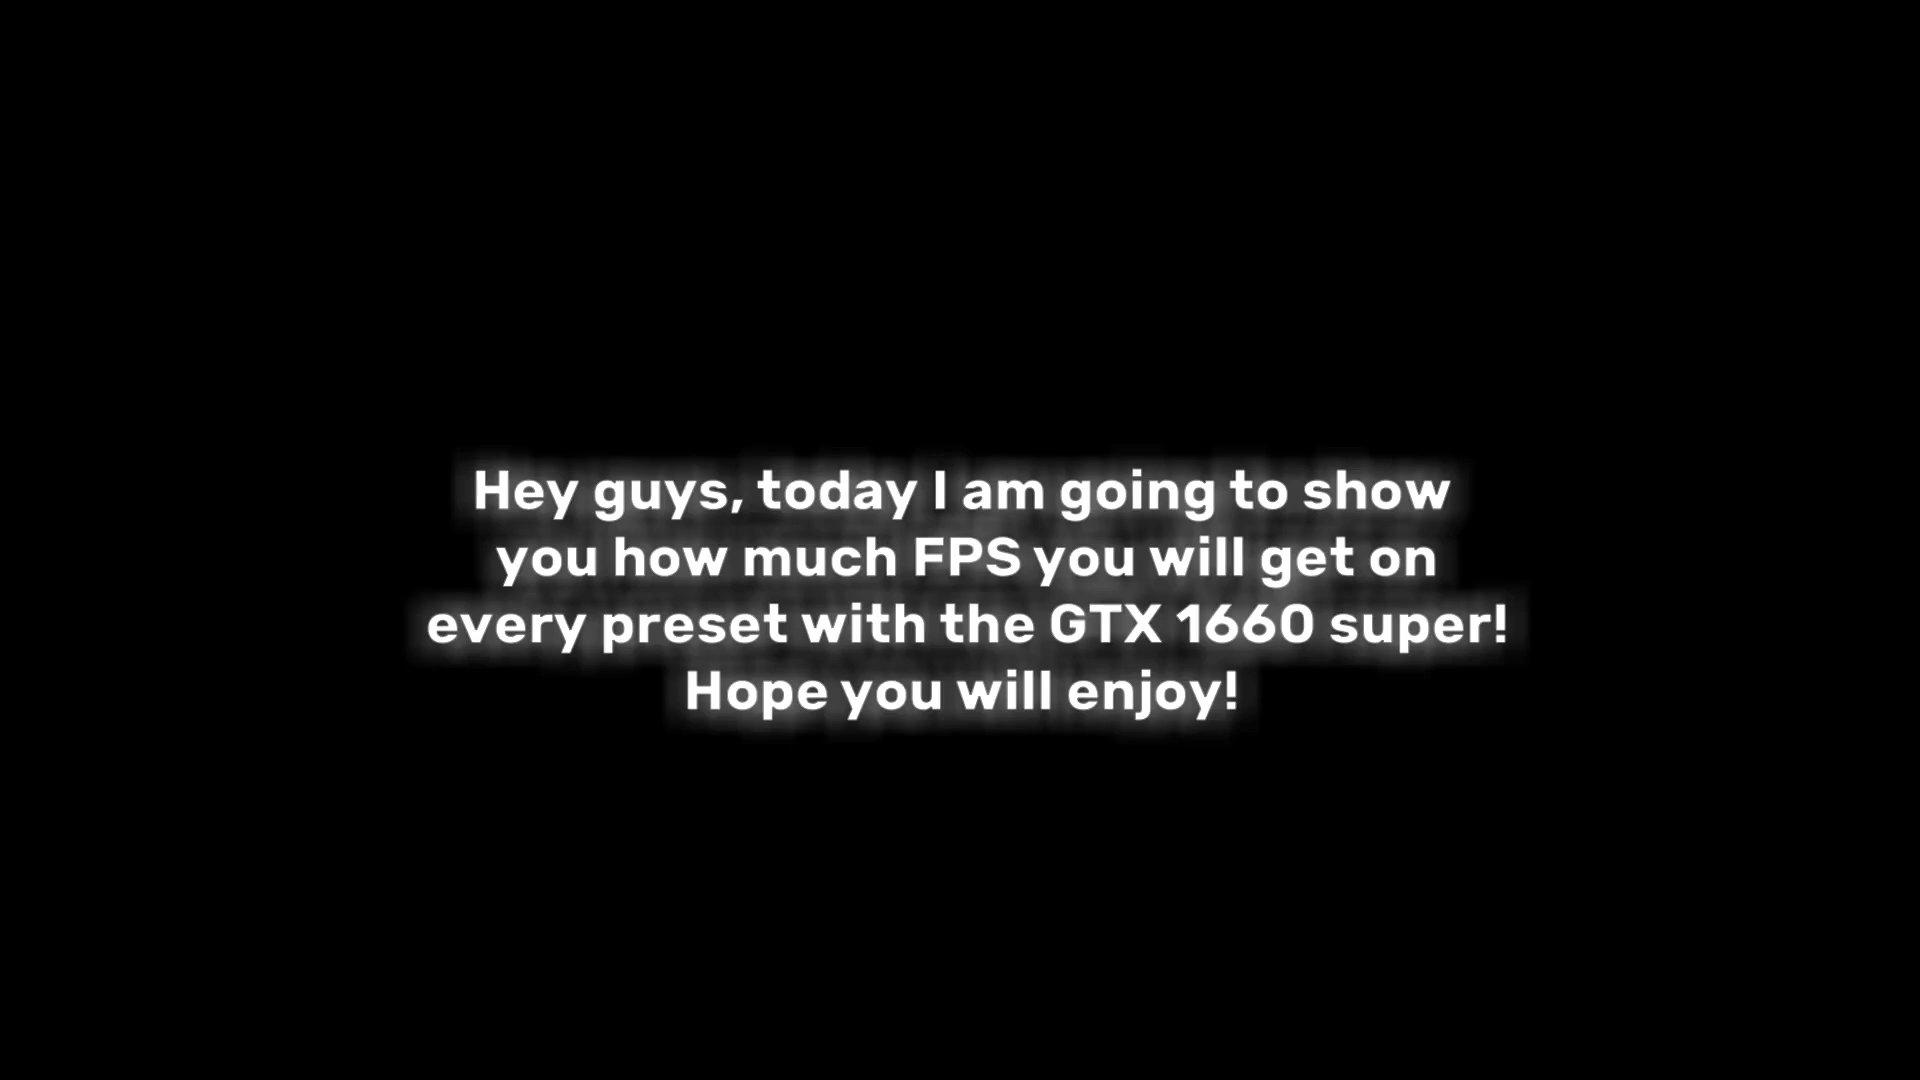 Hey guys, today I am going to show
you how much FPS you will get on
every preset with the GTX 1660 super!
Hope you will enjoy!